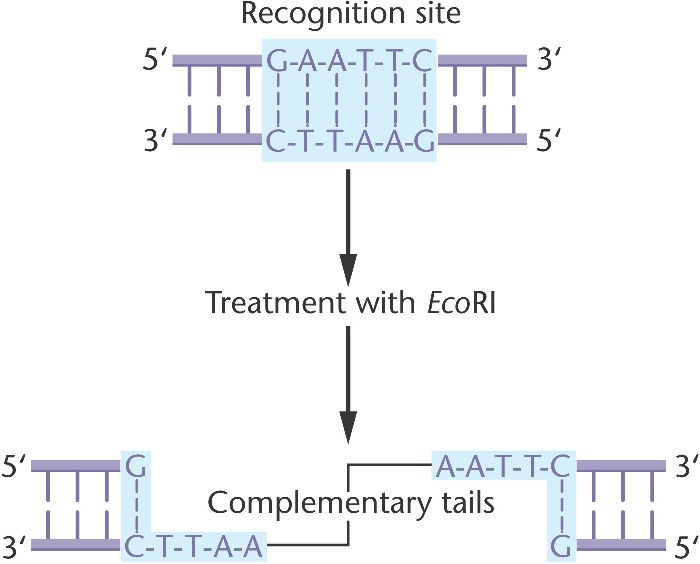 Recognition site
5′ G-A-A-T-T-C 3′
3′ C-T-T-A-A-G 5′
Treatment with EcoRI
5′ G A-A-T-T-C 3′
Complementary tails
3′ C-T-T-A-A G 5′